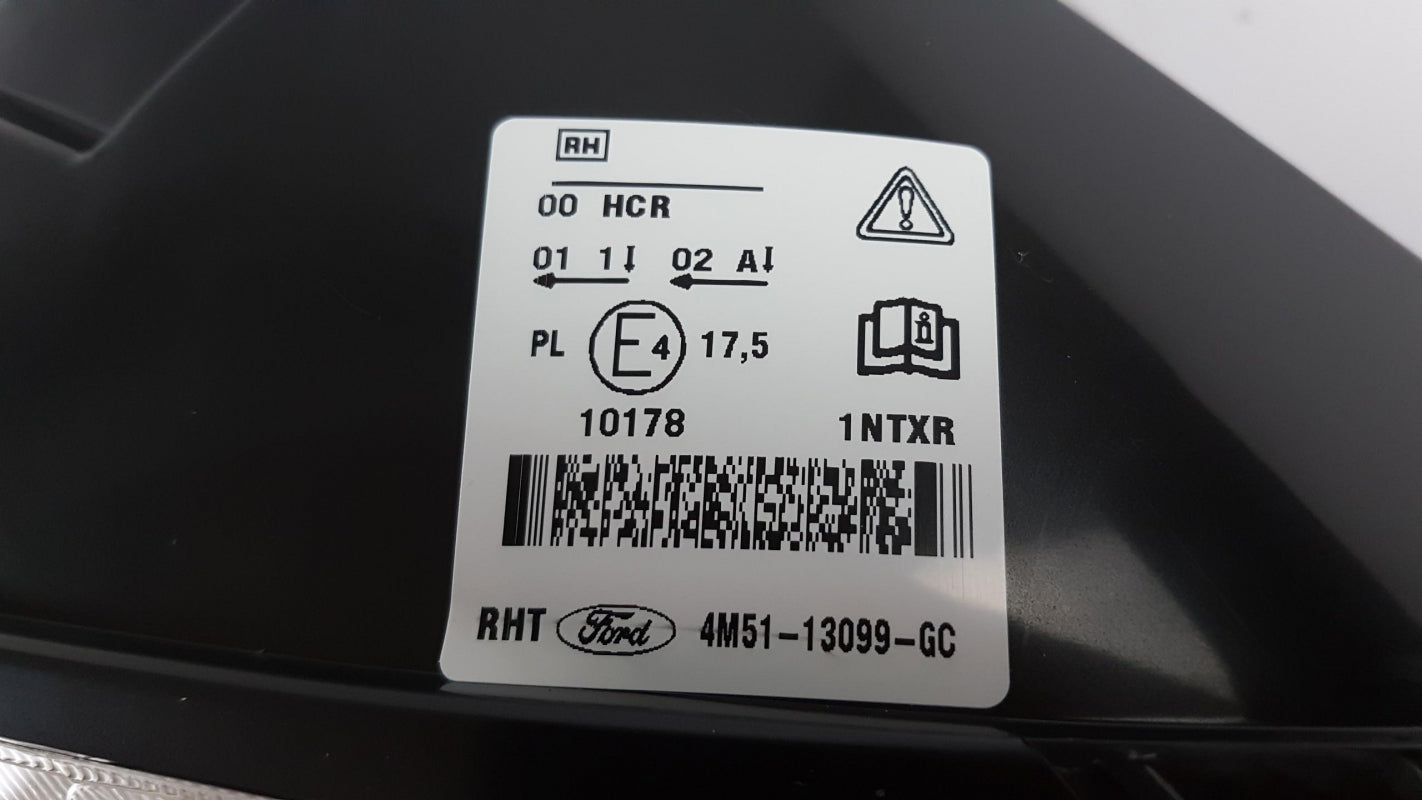 RH
00 HCR
01 1↓ 02 A↓
PL E4 17,5
10178 1NTXR
RHT Ford 4M51-13099-GC